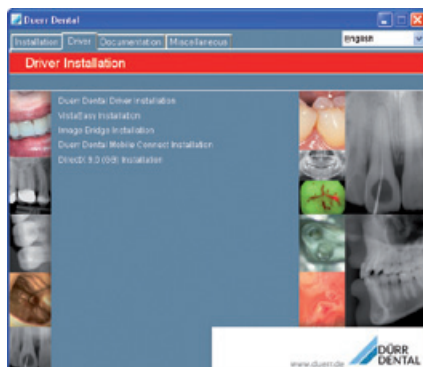 Duerr Dental
Installation Driver Documentation Miscellaneous English
Driver Installation
Duerr Dental Driver Installation
VistaEasy Installation
Image Bridge Installation
Duerr Dental Mobile Connect Installation
DirectX 9.0 (GB) Installation
www.duerr.de
DÜRR
DENTAL